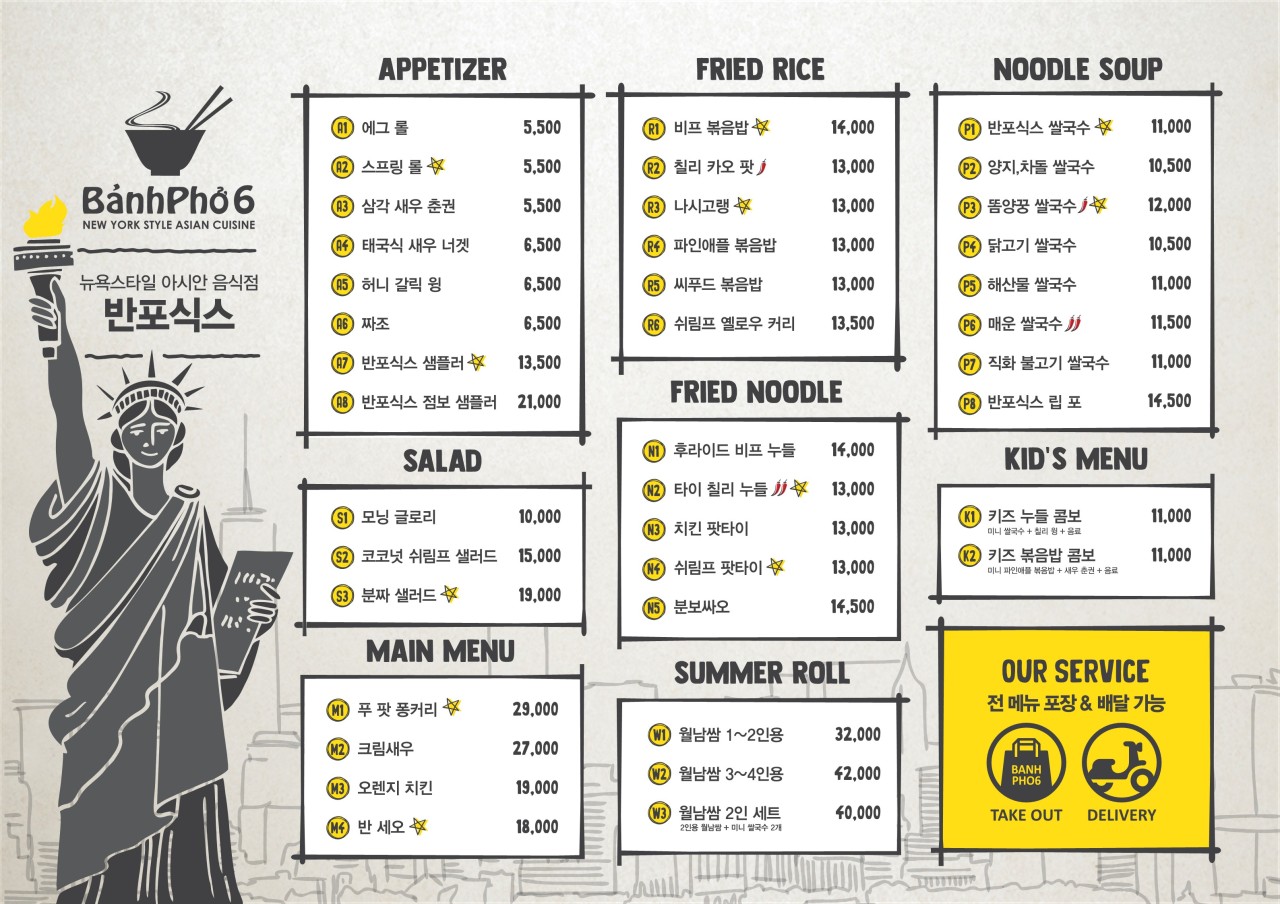 BánhPhở6
NEW YORK STYLE ASIAN CUISINE
뉴욕스타일 아시안 음식점
반포식스
APPETIZER
A1 에그 롤 5,500
A2 스프링 롤 5,500
A3 삼각 새우 춘권 5,500
A4 태국식 새우 너겟 6,500
A5 허니 갈릭 윙 6,500
A6 짜조 6,500
A7 반포식스 샘플러 13,500
A8 반포식스 점보 샘플러 21,000
SALAD
S1 모닝 글로리 10,000
S2 코코넛 쉬림프 샐러드 15,000
S3 분짜 샐러드 19,000
MAIN MENU
M1 푸 팟 퐁커리 29,000
M2 크림새우 27,000
M3 오렌지 치킨 19,000
M4 반 세오 18,000
FRIED RICE
R1 비프 볶음밥 14,000
R2 칠리 카오 팟 13,000
R3 나시고랭 13,000
R4 파인애플 볶음밥 13,000
R5 씨푸드 볶음밥 13,000
R6 쉬림프 옐로우 커리 13,500
FRIED NOODLE
N1 후라이드 비프 누들 14,000
N2 타이 칠리 누들 13,000
N3 치킨 팟타이 13,000
N4 쉬림프 팟타이 13,000
N5 분보싸오 14,500
SUMMER ROLL
W1 월남쌈 1~2인용 32,000
W2 월남쌈 3~4인용 42,000
W3 월남쌈 2인 세트 40,000
2인용 월남쌈 + 미니 쌀국수 2개
NOODLE SOUP
P1 반포식스 쌀국수 11,000
P2 양지,차돌 쌀국수 10,500
P3 똠양꿍 쌀국수 12,000
P4 닭고기 쌀국수 10,500
P5 해산물 쌀국수 11,000
P6 매운 쌀국수 11,500
P7 직화 불고기 쌀국수 11,000
P8 반포식스 립 포 14,500
KID'S MENU
K1 키즈 누들 콤보 11,000
미니 쌀국수 + 칠리 윙 + 음료
K2 키즈 볶음밥 콤보 11,000
미니 파인애플 볶음밥 + 새우 춘권 + 음료
OUR SERVICE
전 메뉴 포장 & 배달 가능
BANH
PHO6
TAKE OUT DELIVERY